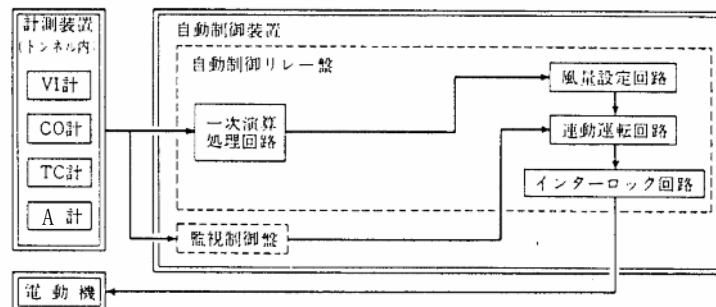 計測装置
(トンネル内)
VI計
CO計
TC計
A計
電動機
自動制御装置
自動制御リレー盤
一次演算
処理回路
監視制御盤
風量設定回路
連動運転回路
インターロック回路